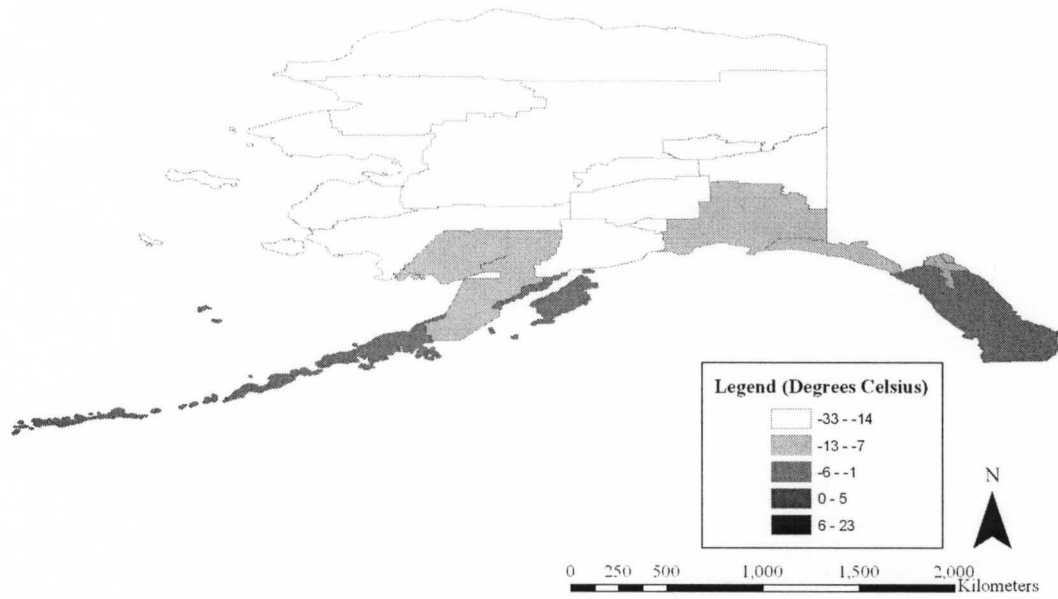 Legend (Degrees Celsius)
-33 - -14
-13 - -7
-6 - -1
0 - 5
6 - 23
N
0 250 500 1,000 1,500 2,000
Kilometers